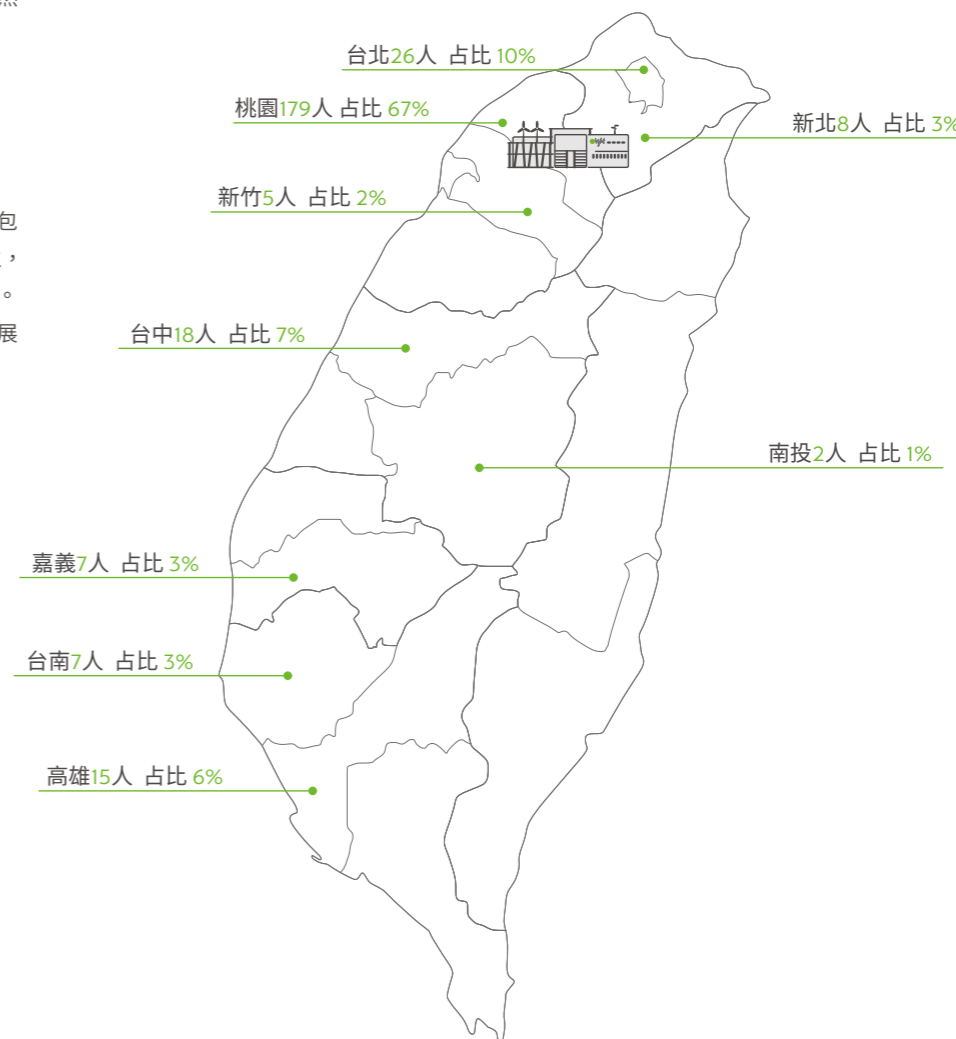 包
，
。
展
台北26人 占比 10%
桃園179人 占比 67%
新北8人 占比 3%
新竹5人 占比 2%
台中18人 占比 7%
南投2人 占比 1%
嘉義7人 占比 3%
台南7人 占比 3%
高雄15人 占比 6%